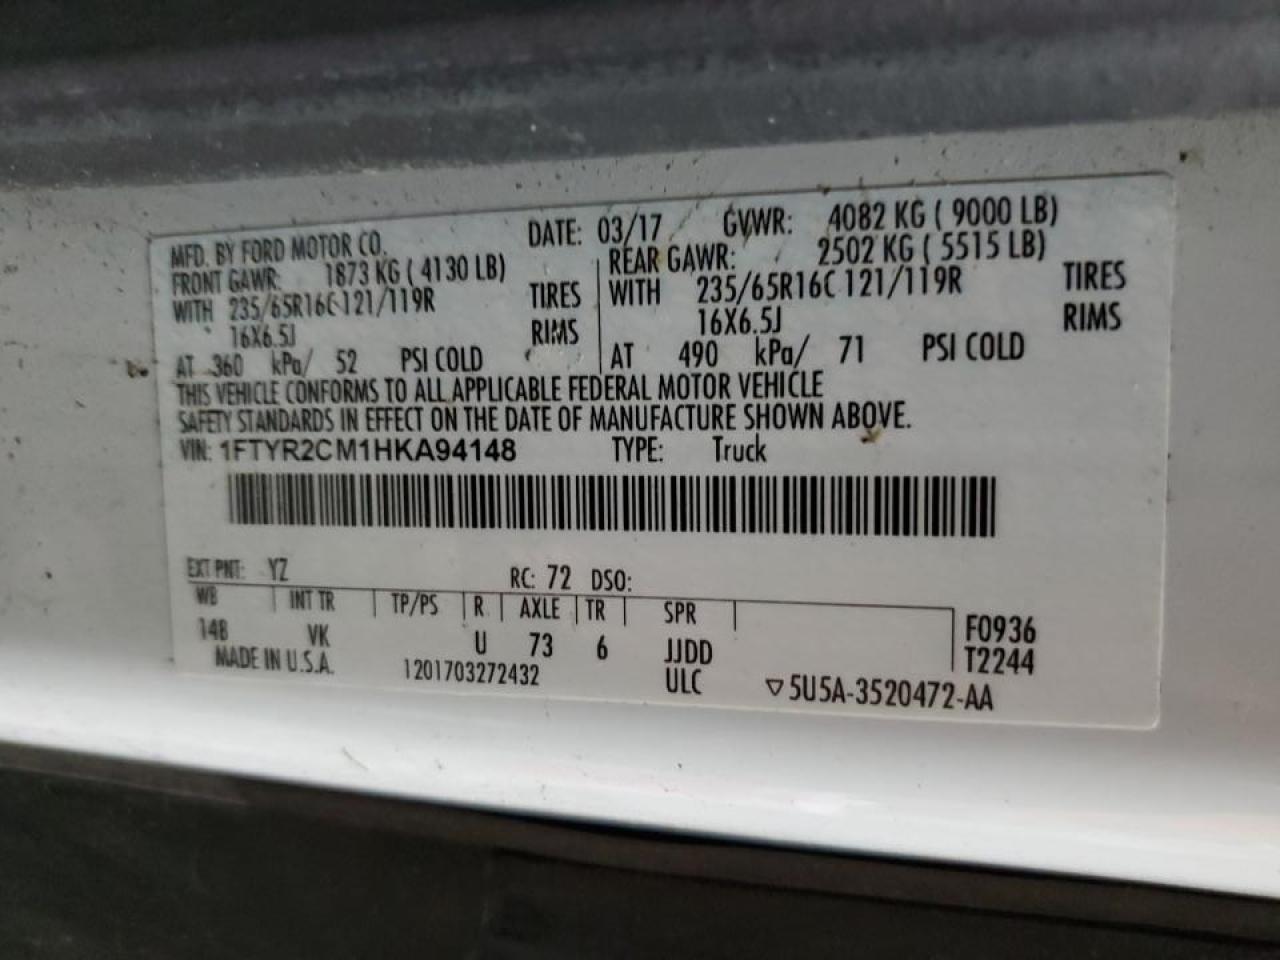 MFD. BY FORD MOTOR CO. DATE: 03/17 GVWR: 4082 KG ( 9000 LB)
FRONT GAWR: 1873 KG ( 4130 LB) REAR GAWR: 2502 KG ( 5515 LB)
WITH 235/65R16C 121/119R TIRES WITH 235/65R16C 121/119R TIRES
16X6.5J RIMS 16X6.5J RIMS
AT 360 kPa/ 52 PSI COLD AT 490 kPa/ 71 PSI COLD
THIS VEHICLE CONFORMS TO ALL APPLICABLE FEDERAL MOTOR VEHICLE
SAFETY STANDARDS IN EFFECT ON THE DATE OF MANUFACTURE SHOWN ABOVE.
VIN: 1FTYR2CM1HKA94148 TYPE: Truck
EXT PNT: YZ RC: 72 DSO:
WB INT TR TP/PS R AXLE TR SPR F0936
148 VK U 73 6 JJDD T2244
MADE IN U.S.A. 1201703272432 ULC ▽5U5A-3520472-AA